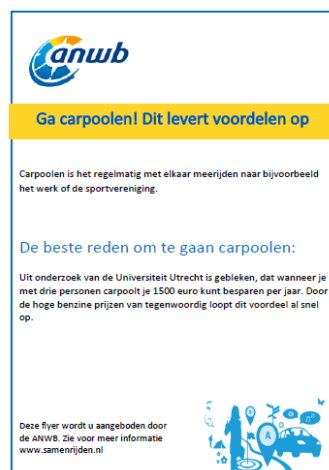 anwb
Ga carpoolen! Dit levert voordelen op
Carpoolen is het regelmatig met elkaar meerijden naar bijvoorbeeld
het werk of de sportvereniging.
De beste reden om te gaan carpoolen:
Uit onderzoek van de Universiteit Utrecht is gebleken, dat wanneer je
met drie personen carpoolt je 1500 euro kunt besparen per jaar. Door
de hoge benzine prijzen van tegenwoordig loopt dit voordeel al snel
op.
Deze flyer wordt u aangeboden door
de ANWB. Zie voor meer informatie
www.samenrijden.nl
A